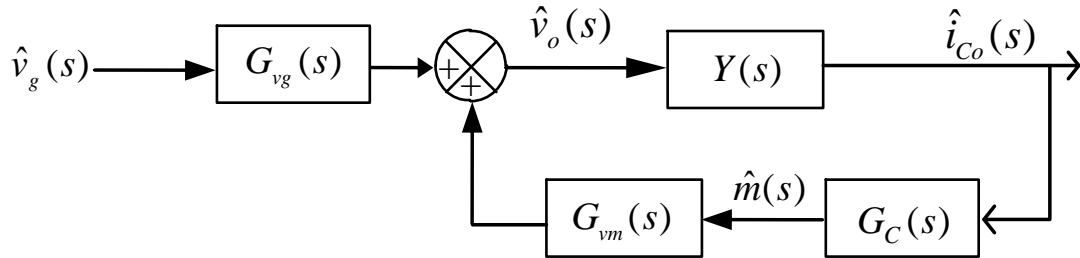 v̂_g(s)
G_vg(s)
+
+
v̂_o(s)
Y(s)
î_Co(s)
G_vm(s)
m̂(s)
G_C(s)